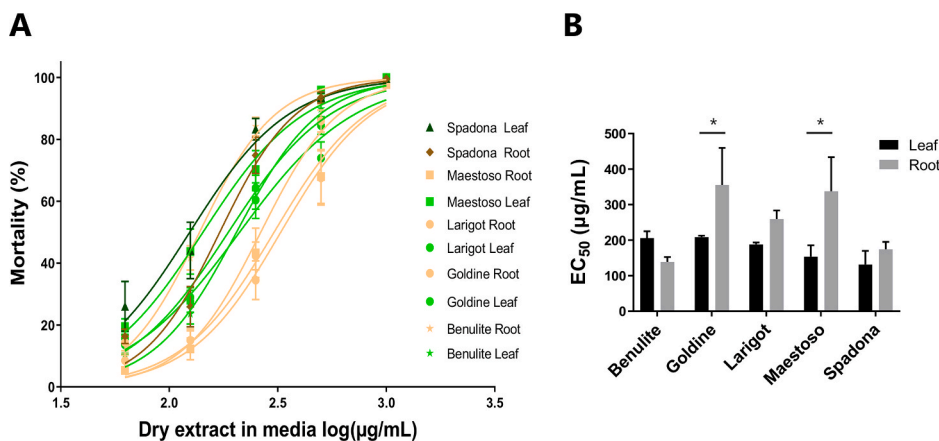 A
Mortality (%)
100
80
60
40
20
0
1.5
2.0
2.5
3.0
3.5
Dry extract in media log(µg/mL)
Spadona Leaf
Spadona Root
Maestoso Root
Maestoso Leaf
Larigot Root
Larigot Leaf
Goldine Root
Goldine Leaf
Benulite Root
Benulite Leaf
B
EC50 (µg/mL)
500
400
300
200
100
0
*
*
Leaf
Root
Benulite
Goldine
Larigot
Maestoso
Spadona